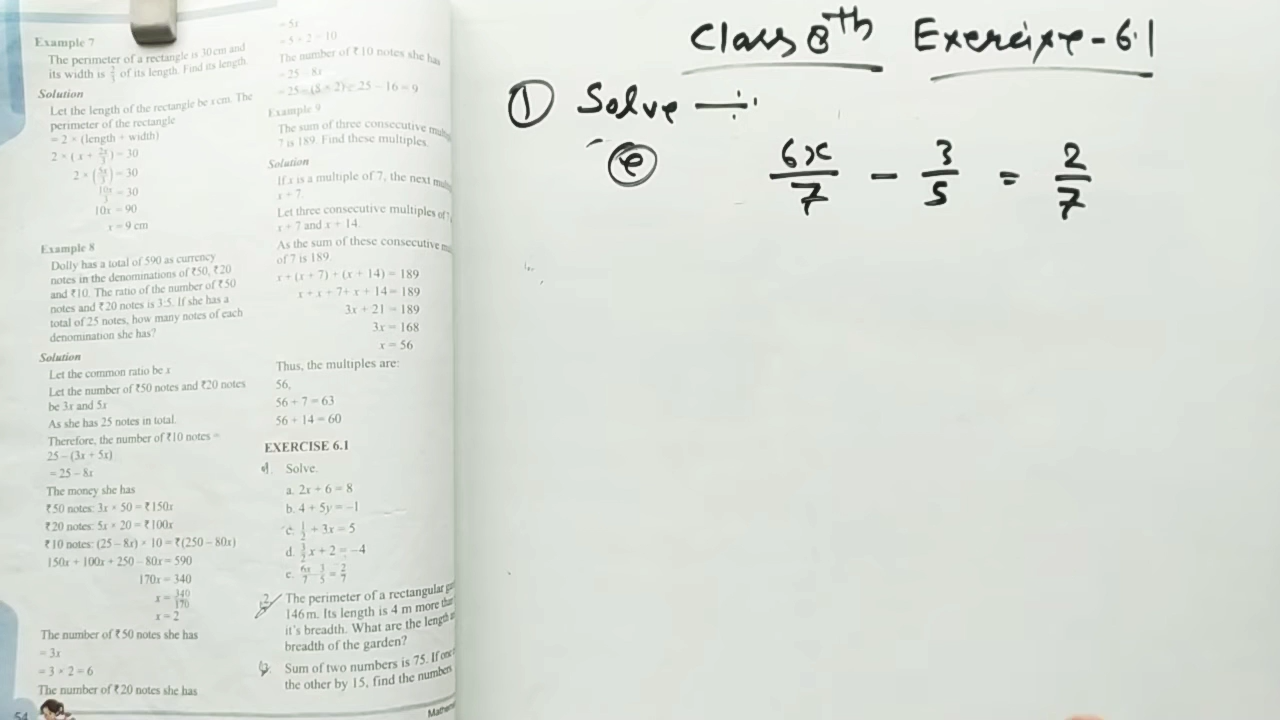 Example 7
The perimeter of a rectangle is 30 cm and
its width is 2/3 of its length. Find its length.
Solution
Let the length of the rectangle be x cm. The
perimeter of the rectangle
= 2 × (length + width)
2 × (x + 2x/3) = 30
2 × (5x/3) = 30
10x/3 = 30
10x = 90
x = 9 cm
Example 8
Dolly has a total of 590 as currency
notes in the denominations of ₹50, ₹20
and ₹10. The ratio of the number of ₹50
notes and ₹20 notes is 3:5. If she has a
total of 25 notes, how many notes of each
denomination she has?
Solution
Let the common ratio be x
Let the number of ₹50 notes and ₹20 notes
be 3x and 5x
As she has 25 notes in total.
Therefore, the number of ₹10 notes =
25 – (3x + 5x)
= 25 – 8x
The money she has
₹50 notes: 3x × 50 = ₹150x
₹20 notes: 5x × 20 = ₹100x
₹10 notes: (25 – 8x) × 10 = ₹(250 – 80x)
150x + 100x + 250 – 80x = 590
170x = 340
x = 340/170
x = 2
The number of ₹50 notes she has
= 3x
= 3 × 2 = 6
The number of ₹20 notes she has
54
= 5x
= 5 × 2 = 10
The number of ₹10 notes she has
= 25 – 8x
= 25 – (8 × 2) = 25 – 16 = 9
Example 9
The sum of three consecutive
7 is 189. Find these multiples.
Solution
If x is a multiple of 7, the next
x + 7.
Let three consecutive multiples of
x + 7 and x + 14.
As the sum of these consecutive
of 7 is 189.
x + (x + 7) + (x + 14) = 189
x + x + 7 + x + 14 = 189
3x + 21 = 189
3x = 168
x = 56
Thus, the multiples are:
56,
56 + 7 = 63
56 + 14 = 60
EXERCISE 6.1
1. Solve.
a. 2x + 6 = 8
b. 4 + 5y = –1
c. 1/2 + 3x = 5
d. 3/2 x + 2 = –4
e. 6x/7 - 3/5 = 2/7
2. The perimeter of a rectangular
146 m. Its length is 4 m more
it's breadth. What are the length
breadth of the garden?
3. Sum of two numbers is 75. If one
the other by 15, find the numbers
Class 8th Exercixe-6.1
① Solve ÷
ⓔ 6x/7 - 3/5 = 2/7